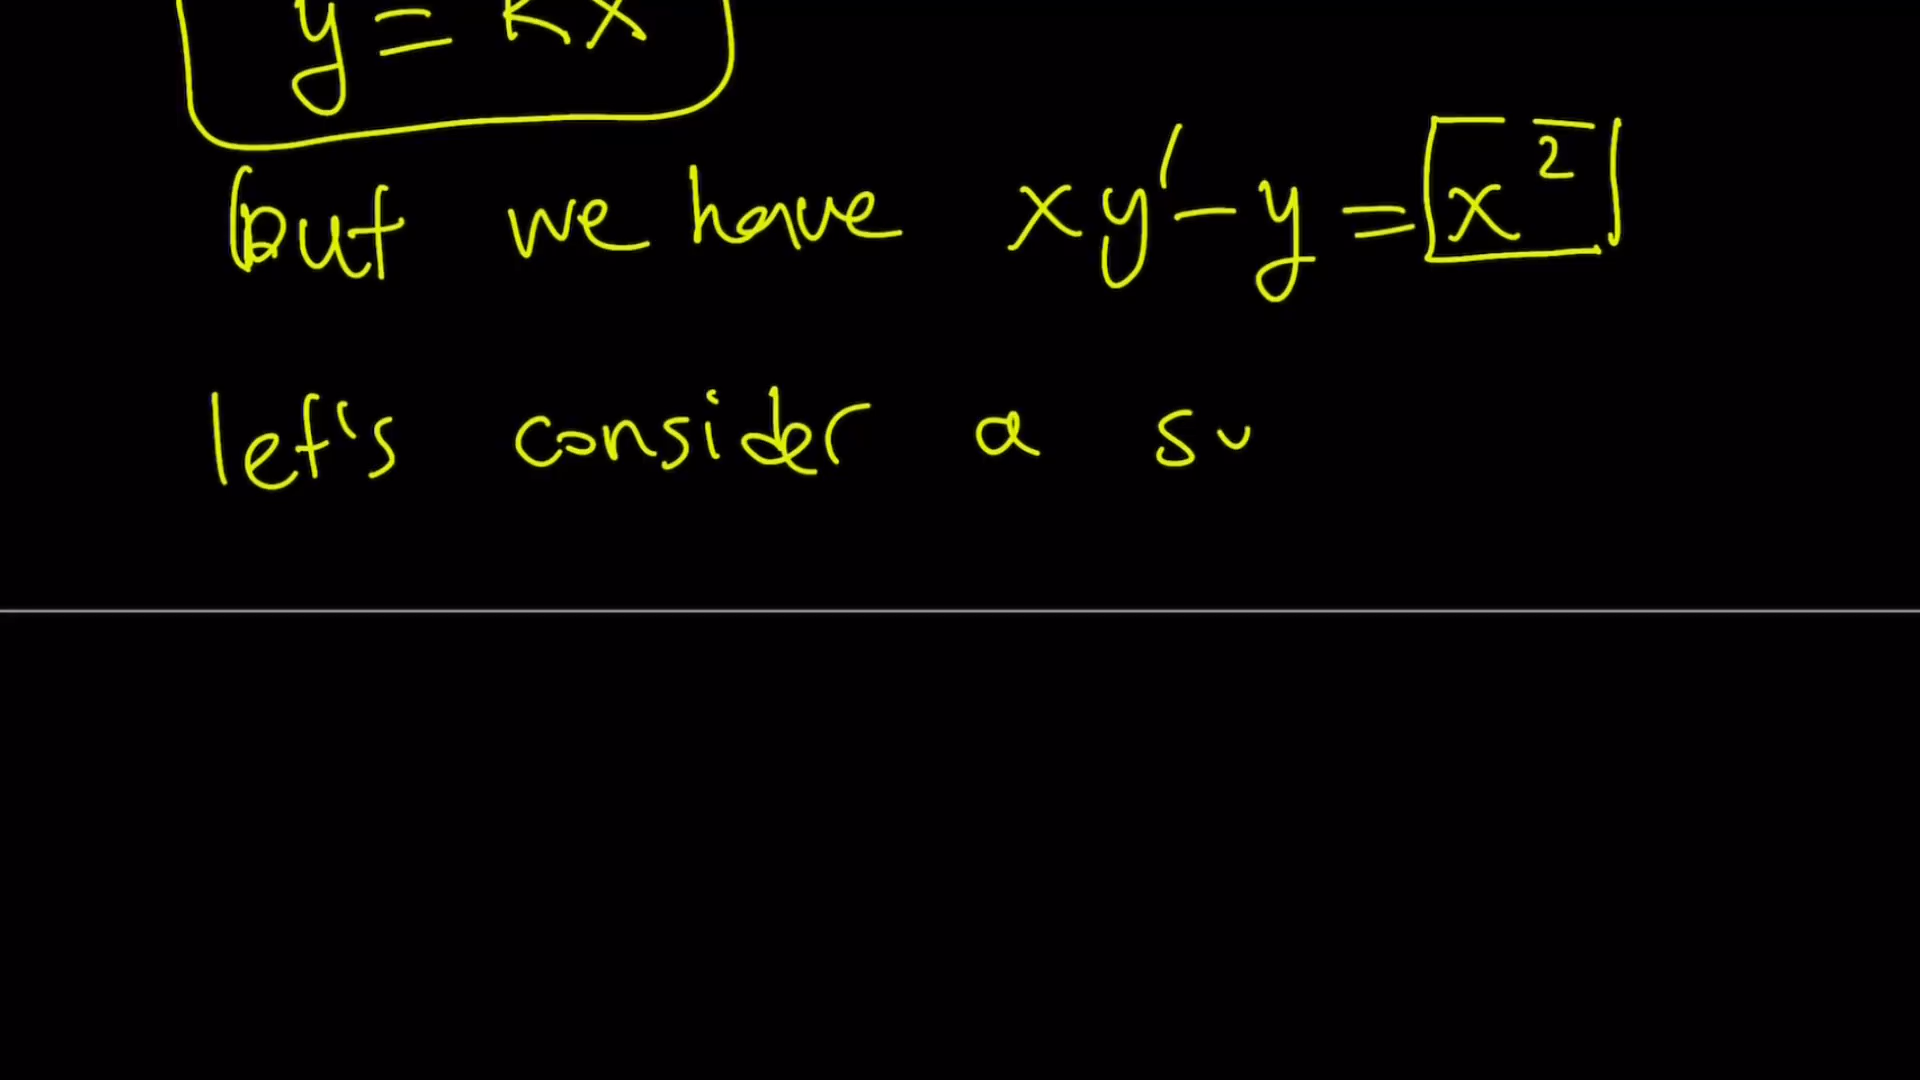 y = kx
but we have xy' - y = x²
let's consider a su